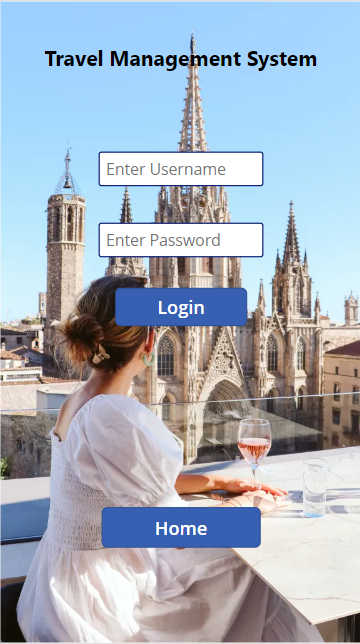 Travel Management System
Enter Username
Enter Password
Login
Home